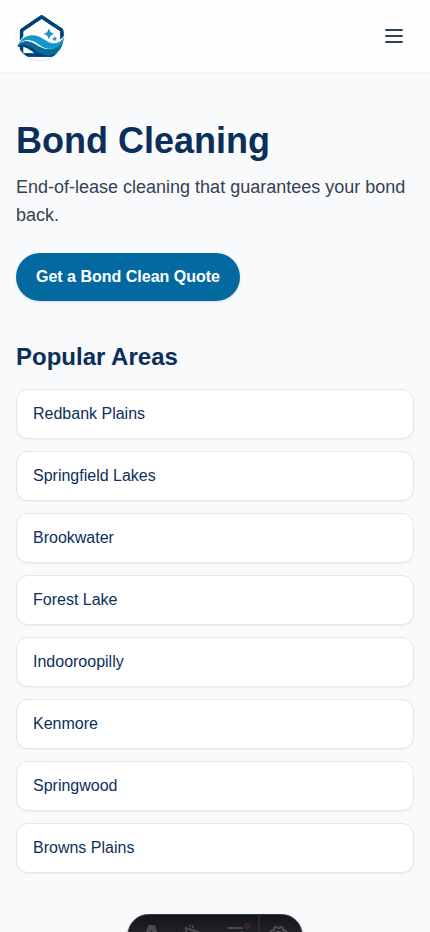 Bond Cleaning
End-of-lease cleaning that guarantees your bond
back.
Get a Bond Clean Quote
Popular Areas
Redbank Plains
Springfield Lakes
Brookwater
Forest Lake
Indooroopilly
Kenmore
Springwood
Browns Plains